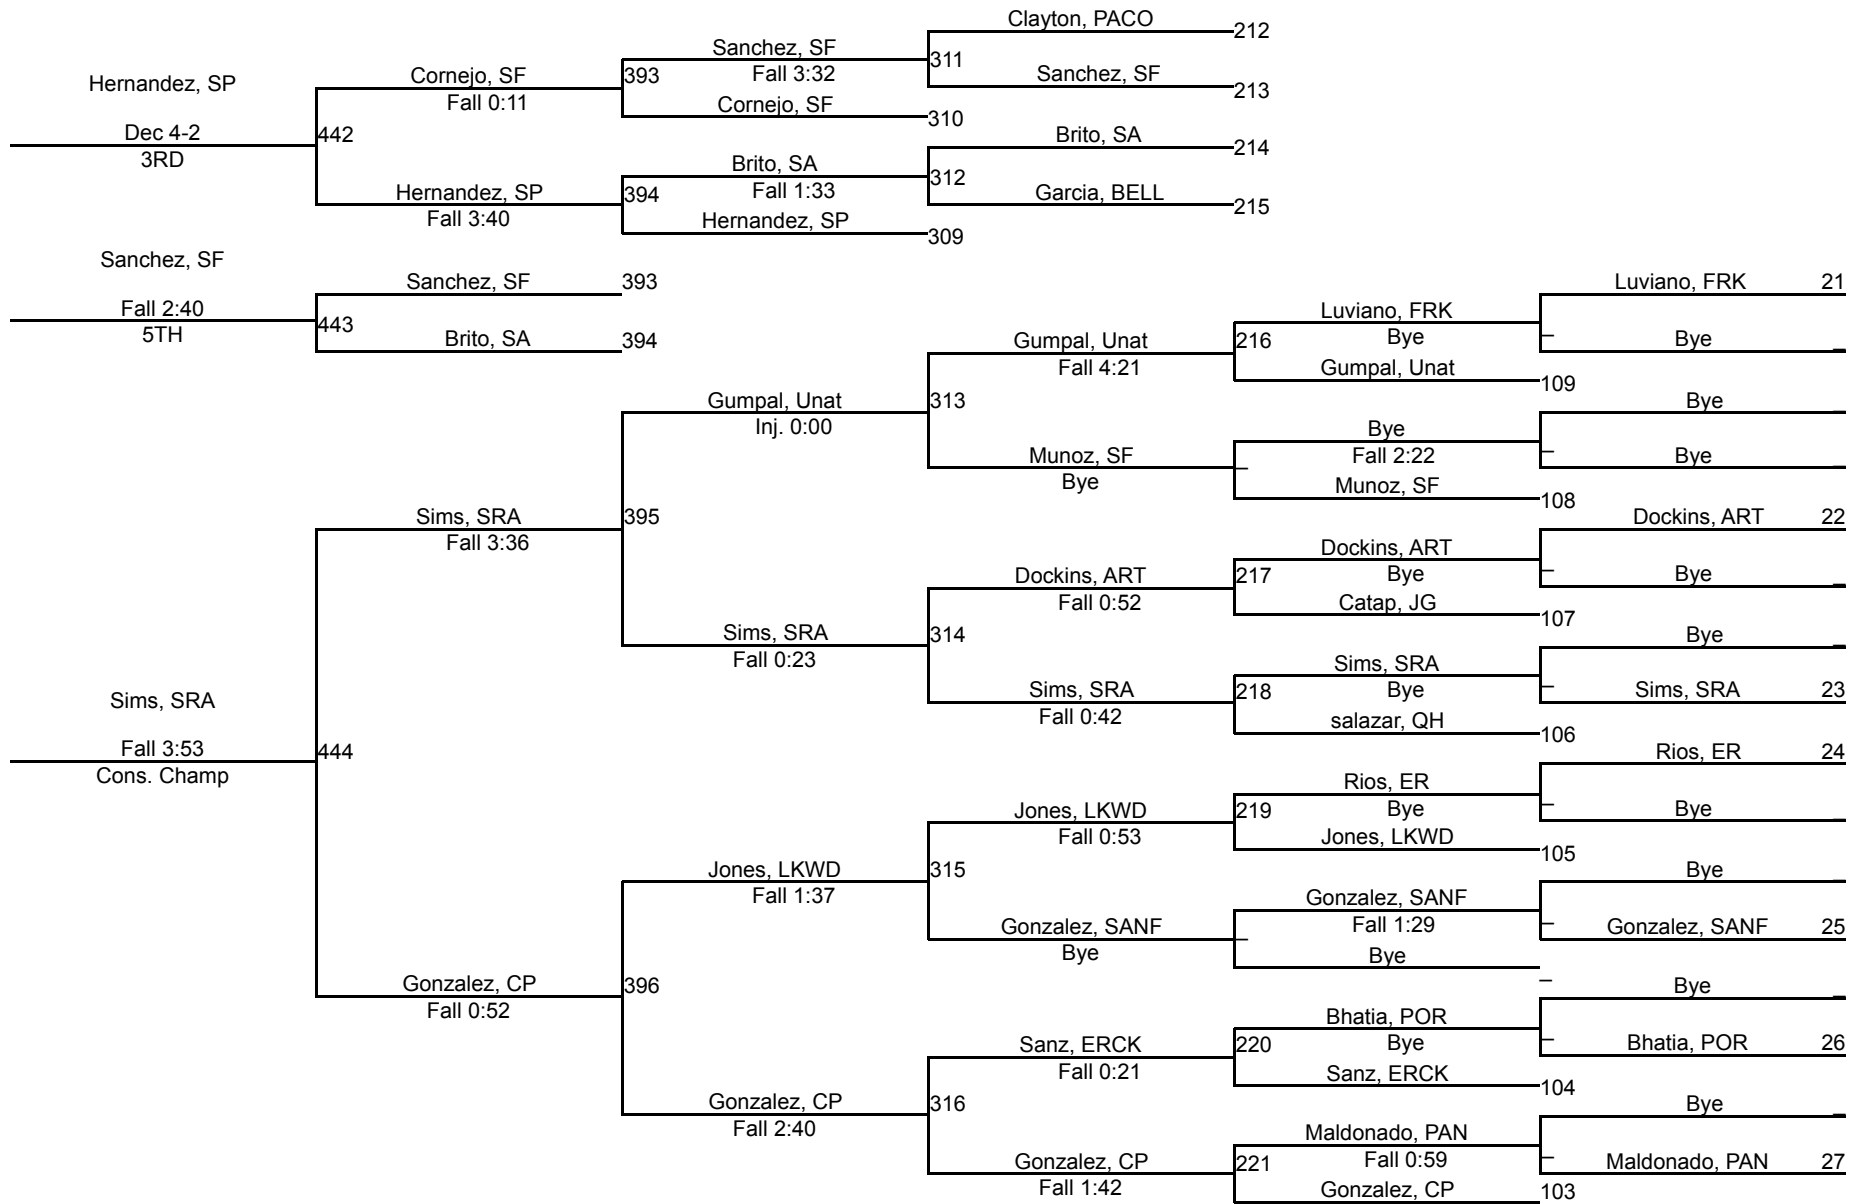 Clayton, PACO
212
Sanchez, SF
311
Hernandez, SP
Cornejo, SF
393
Fall 3:32
Sanchez, SF
213
Fall 0:11
Cornejo, SF
310
Dec 4-2
442
Brito, SA
214
3RD
Brito, SA
312
Hernandez, SP
394
Fall 1:33
Garcia, BELL
215
Fall 3:40
Hernandez, SP
309
Sanchez, SF
Sanchez, SF
393
Luviano, FRK
21
Fall 2:40
443
Luviano, FRK
5TH
Brito, SA
394
Gumpal, Unat
216
Bye
Bye
Fall 4:21
Gumpal, Unat
109
Gumpal, Unat
313
Bye
Inj. 0:00
Bye
Munoz, SF
Fall 2:22
Bye
Bye
Munoz, SF
108
Sims, SRA
395
Dockins, ART
22
Fall 3:36
Dockins, ART
Dockins, ART
217
Bye
Bye
Fall 0:52
Catap, JG
107
Sims, SRA
314
Bye
Fall 0:23
Sims, SRA
Sims, SRA
218
Bye
Sims, SRA
23
Sims, SRA
Fall 0:42
salazar, QH
106
Fall 3:53
444
Rios, ER
24
Cons. Champ
Rios, ER
Jones, LKWD
219
Bye
Bye
Fall 0:53
Jones, LKWD
105
Jones, LKWD
315
Bye
Fall 1:37
Gonzalez, SANF
Gonzalez, SANF
Fall 1:29
Gonzalez, SANF
25
Bye
Bye
Gonzalez, CP
396
Bye
Fall 0:52
Bhatia, POR
Sanz, ERCK
220
Bye
Bhatia, POR
26
Fall 0:21
Sanz, ERCK
104
Gonzalez, CP
316
Bye
Fall 2:40
Maldonado, PAN
Gonzalez, CP
221
Fall 0:59
Maldonado, PAN
27
Fall 1:42
Gonzalez, CP
103